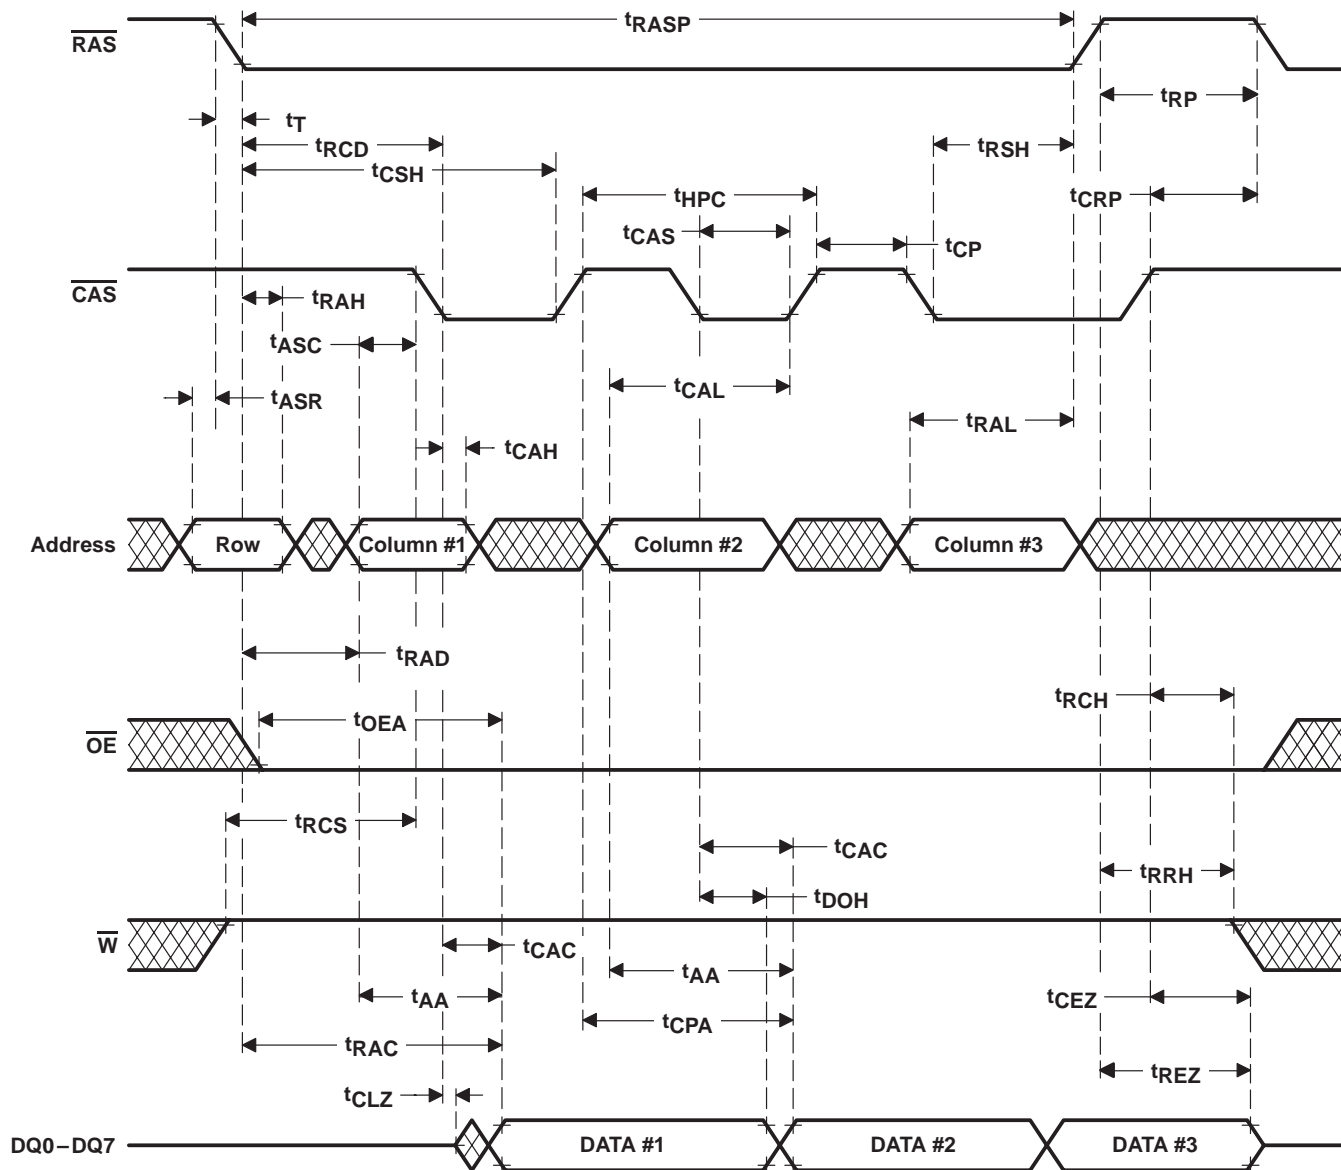 tRASP
RAS
tRP
tT
tRCD
tRSH
tCSH
tHPC
tCRP
tCAS
tCP
CAS
tRAH
tASC
tCAL
tASR
tRAL
tCAH
Address
Row
Column #1
Column #2
Column #3
tRAD
tRCH
tOEA
OE
tRCS
tCAC
tRRH
tDOH
W
tCAC
tAA
tAA
tCEZ
tCPA
tRAC
tREZ
tCLZ
DQ0–DQ7
DATA #1
DATA #2
DATA #3